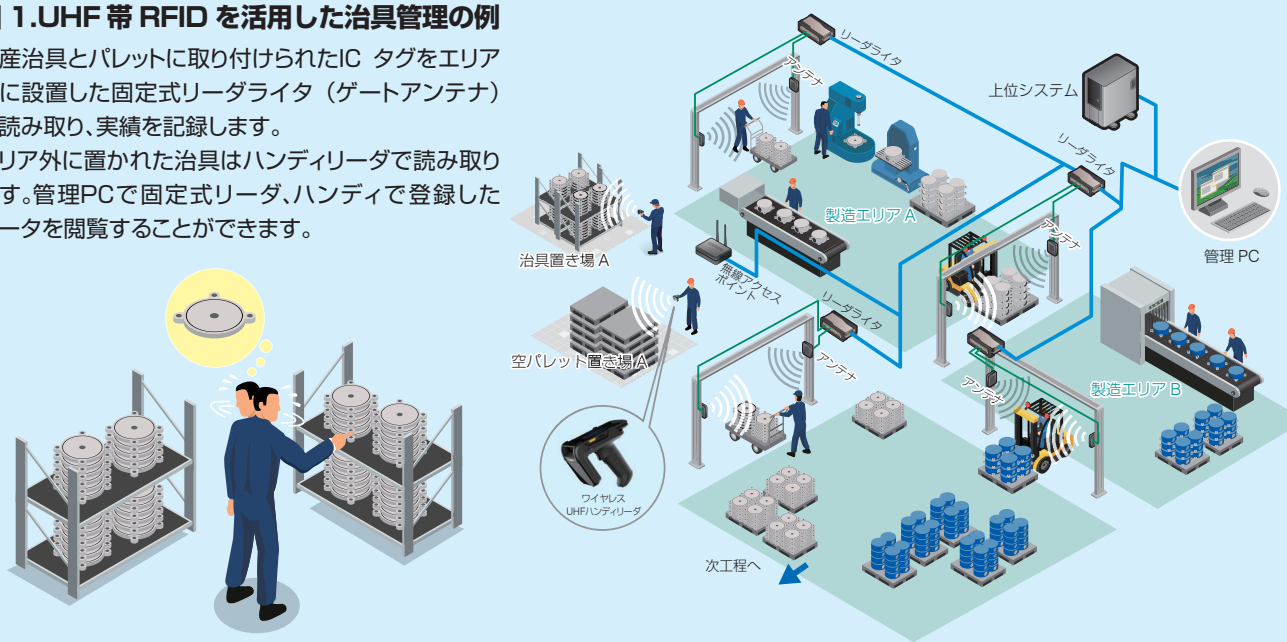 1.UHF 帯 RFID を活用した治具管理の例
産治具とパレットに取り付けられたIC タグをエリア
に設置した固定式リーダライタ（ゲートアンテナ）
読み取り、実績を記録します。
リア外に置かれた治具はハンディリーダで読み取り
す。管理PCで固定式リーダ、ハンディで登録した
ータを閲覧することができます。
リーダライタ
アンテナ
上位システム
リーダライタ
管理 PC
製造エリア A
アンテナ
治具置き場 A
無線アクセス
ポイント
リーダライタ
アンテナ
空パレット置き場 A
アンテナ
製造エリア B
ワイヤレス
UHFハンディリーダ
次工程へ